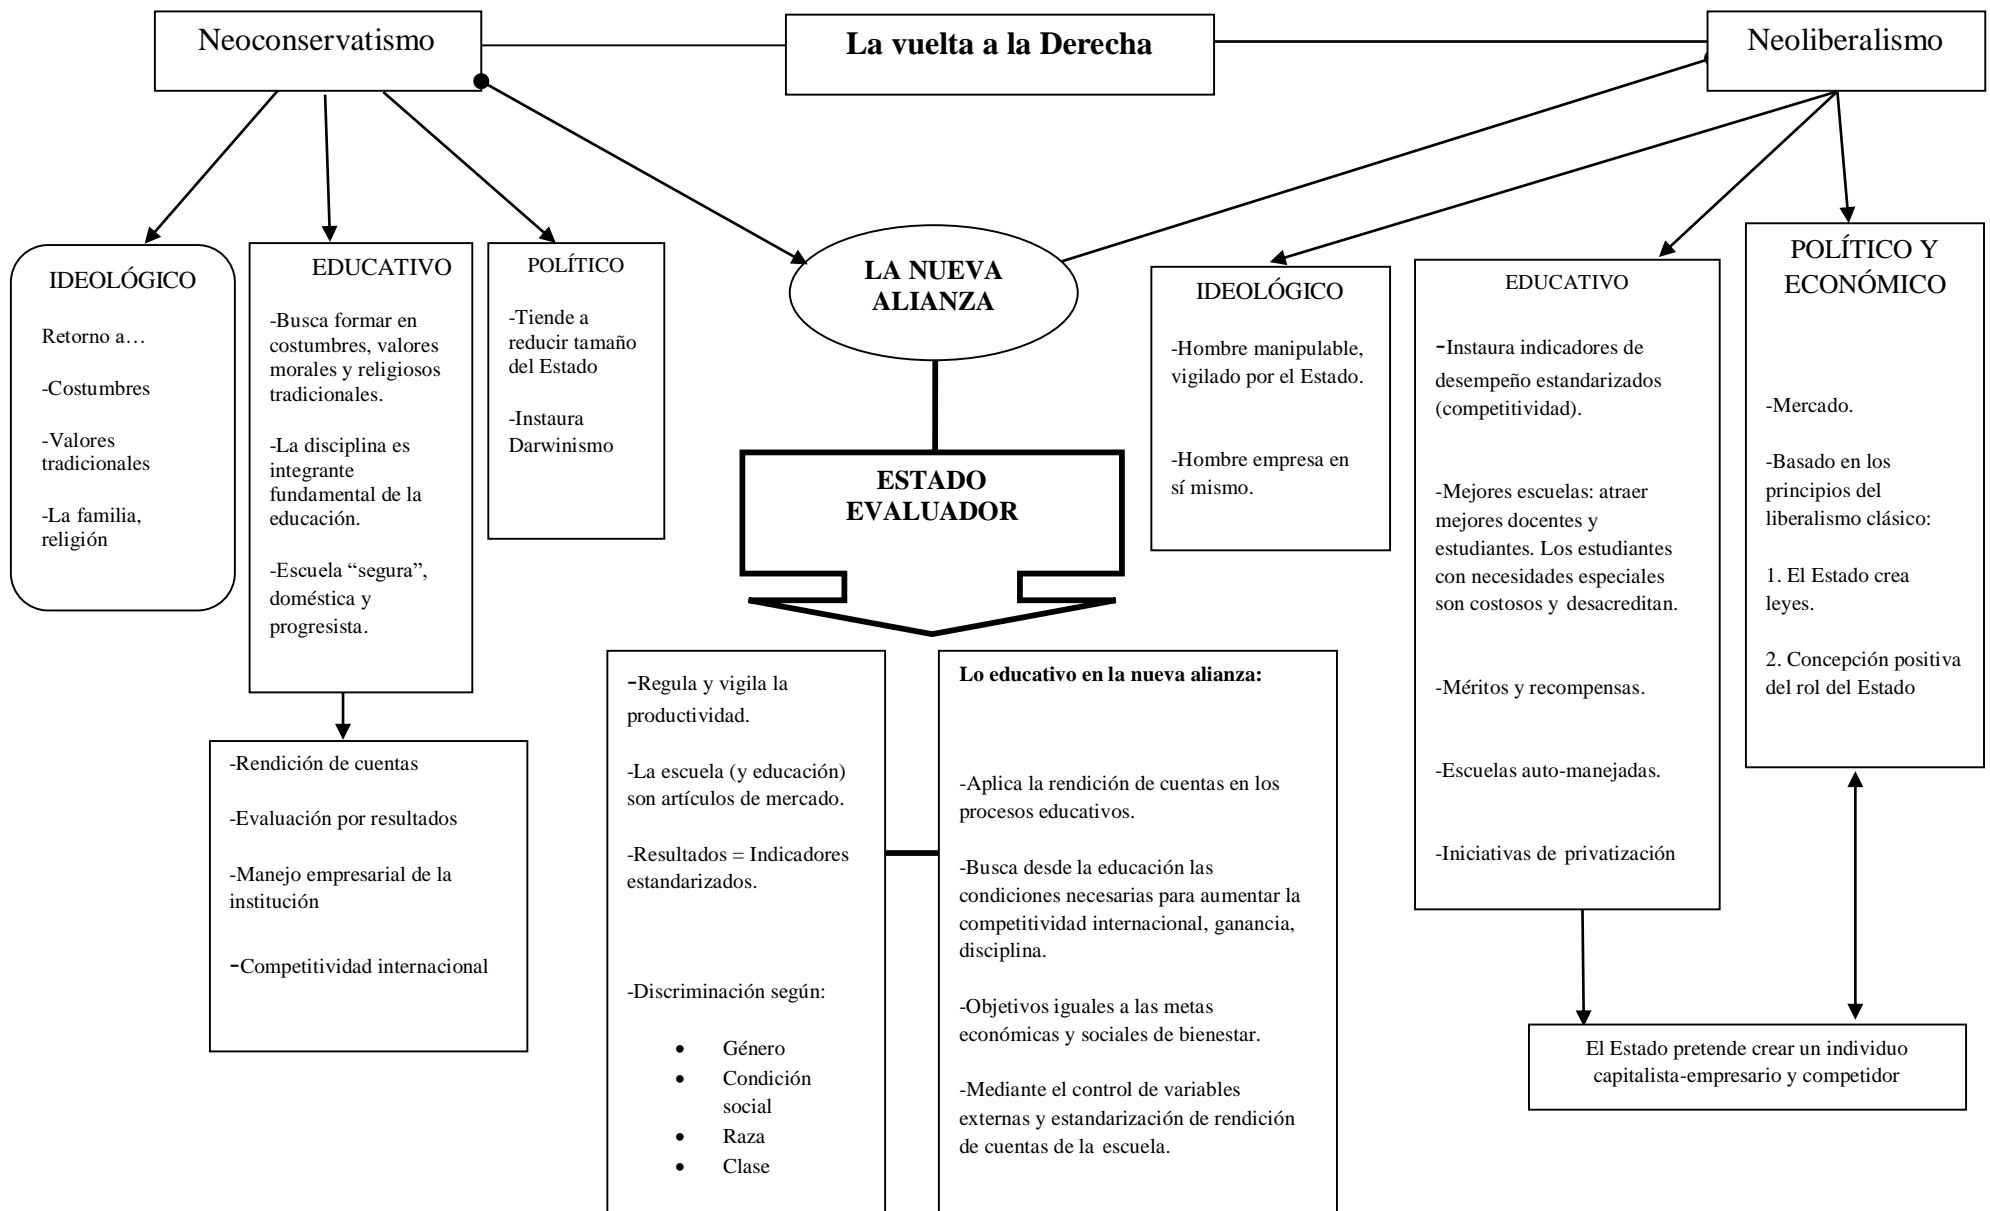 Neoconservatismo
La vuelta a la Derecha
Neoliberalismo
IDEOLÓGICO
Retorno a…
-Costumbres
-Valores
tradicionales
-La familia,
religión
EDUCATIVO
-Busca formar en
costumbres, valores
morales y religiosos
tradicionales.
-La disciplina es
integrante
fundamental de la
educación.
-Escuela “segura”,
doméstica y
progresista.
POLÍTICO
-Tiende a
reducir tamaño
del Estado
-Instaura
Darwinismo
LA NUEVA
ALIANZA
IDEOLÓGICO
-Hombre manipulable,
vigilado por el Estado.
-Hombre empresa en
sí mismo.
EDUCATIVO
-Instaura indicadores de
desempeño estandarizados
(competitividad).
-Mejores escuelas: atraer
mejores docentes y
estudiantes. Los estudiantes
con necesidades especiales
son costosos y desacreditan.
-Méritos y recompensas.
-Escuelas auto-manejadas.
-Iniciativas de privatización
POLÍTICO Y
ECONÓMICO
-Mercado.
-Basado en los
principios del
liberalismo clásico:
1. El Estado crea
leyes.
2. Concepción positiva
del rol del Estado
ESTADO
EVALUADOR
-Rendición de cuentas
-Evaluación por resultados
-Manejo empresarial de la
institución
-Competitividad internacional
-Regula y vigila la
productividad.
-La escuela (y educación)
son artículos de mercado.
-Resultados = Indicadores
estandarizados.
-Discriminación según:
• Género
• Condición
social
• Raza
• Clase
Lo educativo en la nueva alianza:
-Aplica la rendición de cuentas en los
procesos educativos.
-Busca desde la educación las
condiciones necesarias para aumentar la
competitividad internacional, ganancia,
disciplina.
-Objetivos iguales a las metas
económicas y sociales de bienestar.
-Mediante el control de variables
externas y estandarización de rendición
de cuentas de la escuela.
El Estado pretende crear un individuo
capitalista-empresario y competidor